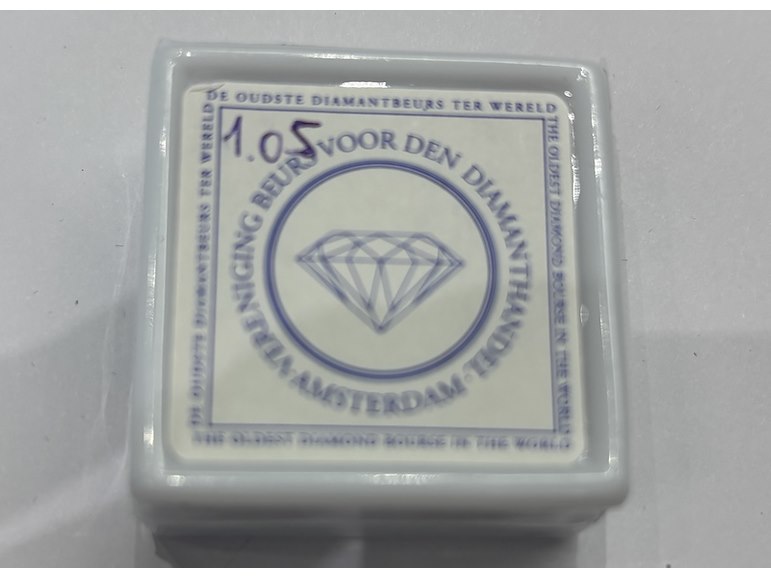 DE OUDSTE DIAMANTBEURS TER WERELD
THE OLDEST DIAMOND BOURSE IN THE WORLD
1.05
VERENIGING BEURS VOOR DEN DIAMANTHANDEL
·AMSTERDAM·
DE OUDSTE DIAMANTBEURS TER WERELD
THE OLDEST DIAMOND BOURSE IN THE WORLD